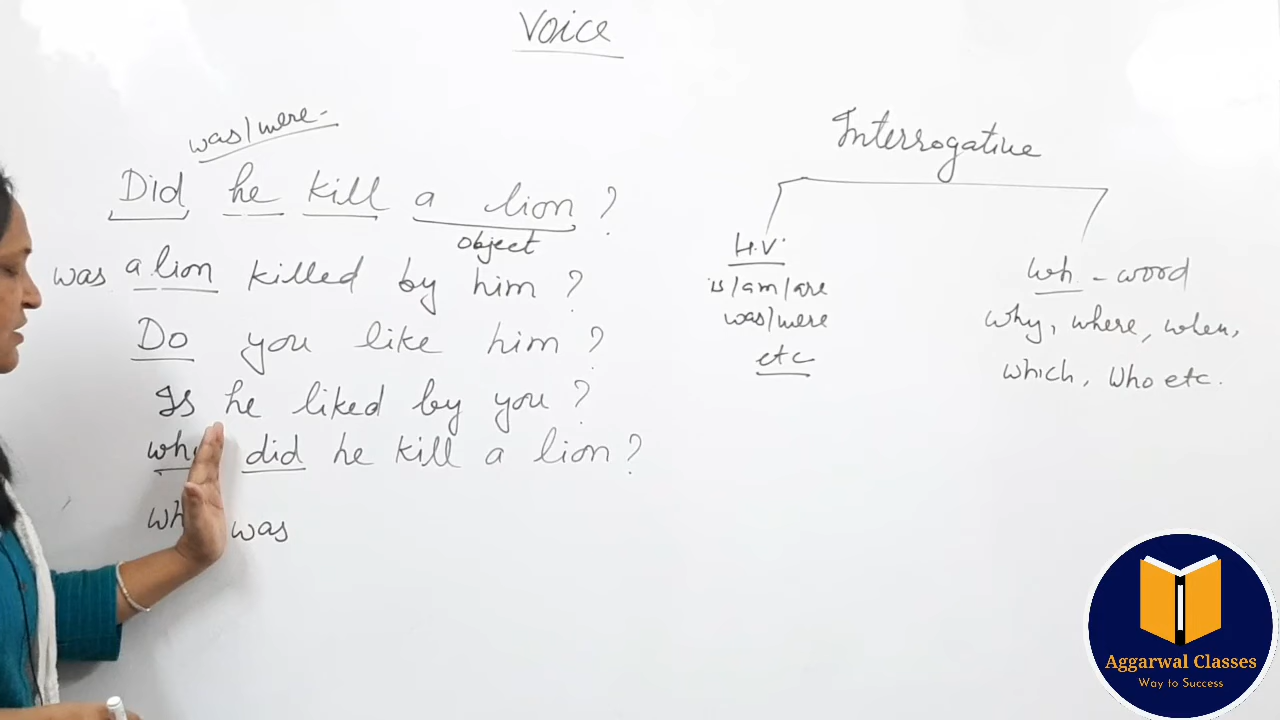 Voice
was/were -
Did he kill a lion ?
object
was a lion killed by him ?
Do you like him ?
Is he liked by you ?
did he kill a lion ?
was
Interrogative
H.V.
is/am/are
was/were
etc
wh - word
why, where, when,
which, who etc.
Aggarwal Classes
Way to Success